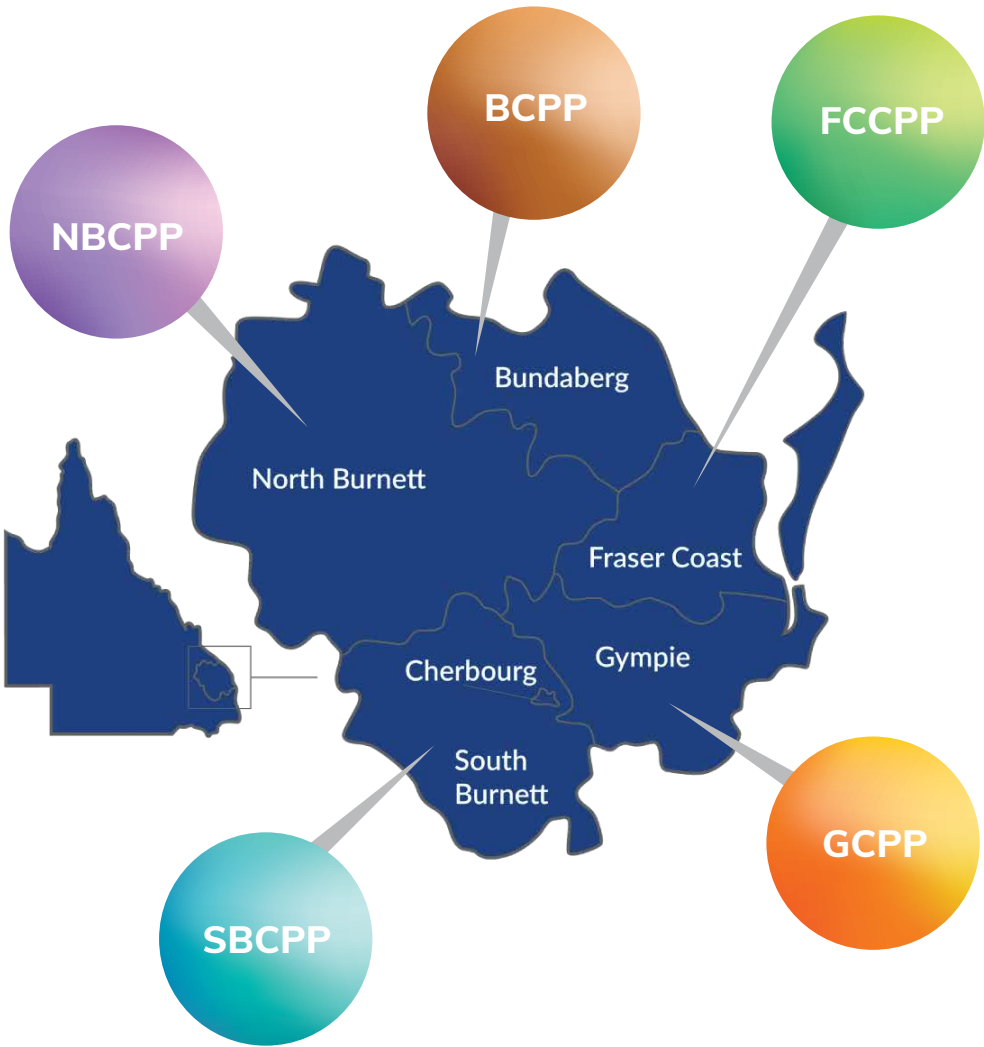 BCPP
FCCPP
NBCPP
Bundaberg
North Burnett
Fraser Coast
Gympie
Cherbourg
South
Burnett
GCPP
SBCPP